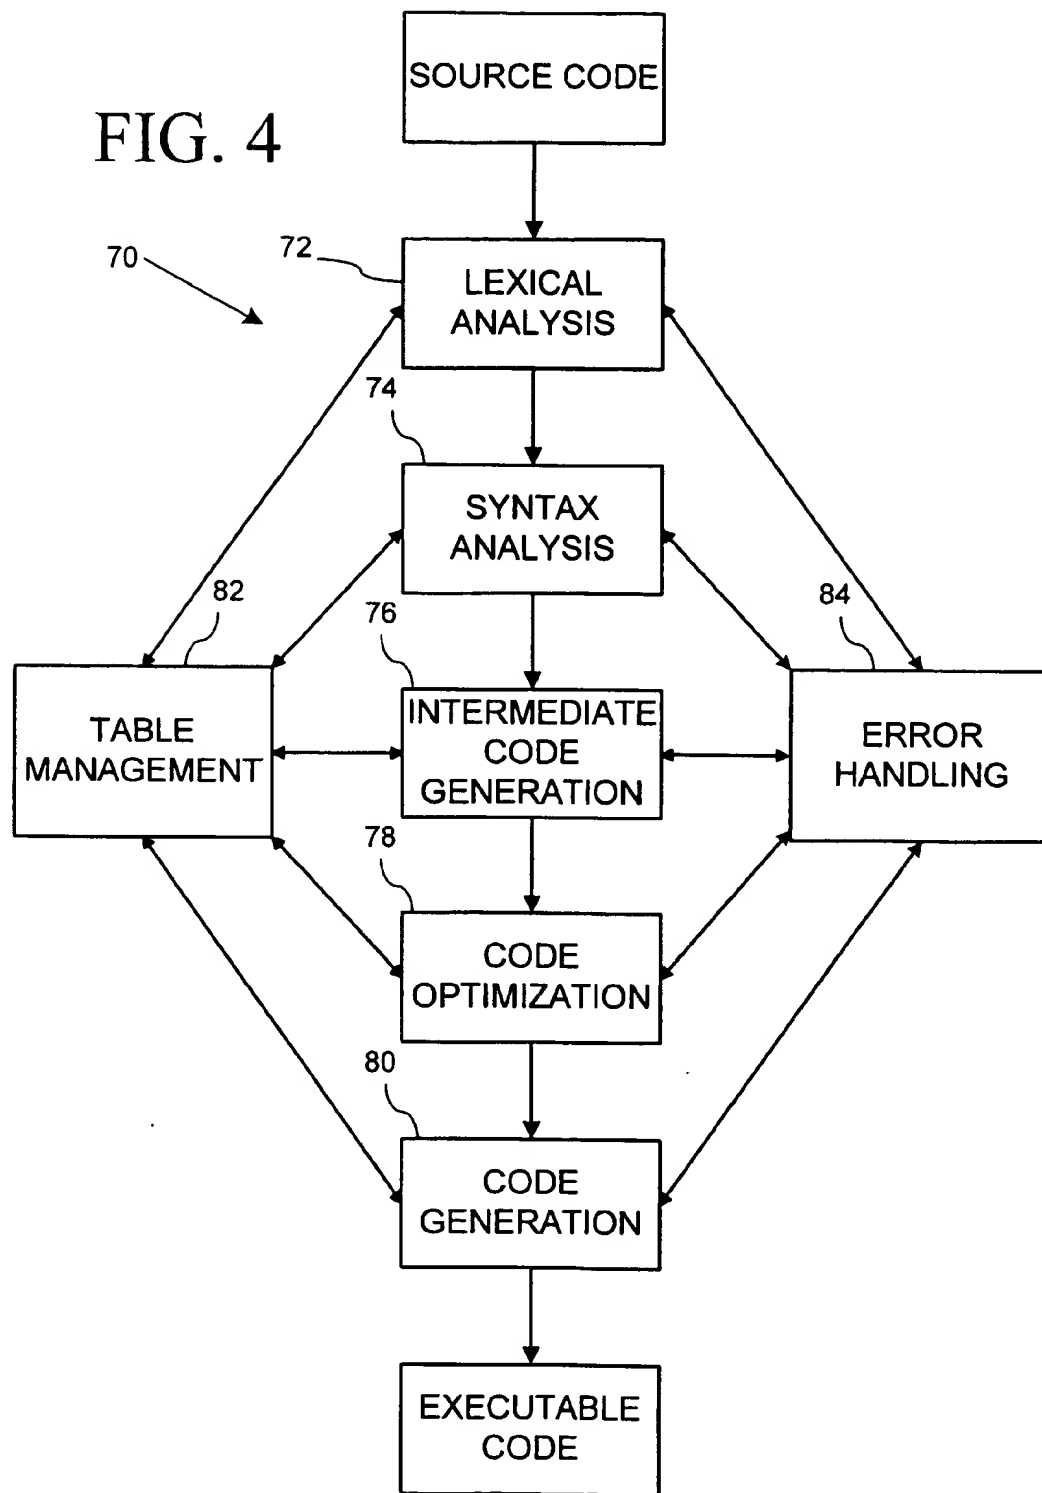 SOURCE CODE
FIG. 4
70
72
LEXICAL
ANALYSIS
74
SYNTAX
ANALYSIS
82
76
84
TABLE
MANAGEMENT
INTERMEDIATE
CODE
GENERATION
ERROR
HANDLING
78
CODE
OPTIMIZATION
80
CODE
GENERATION
EXECUTABLE
CODE